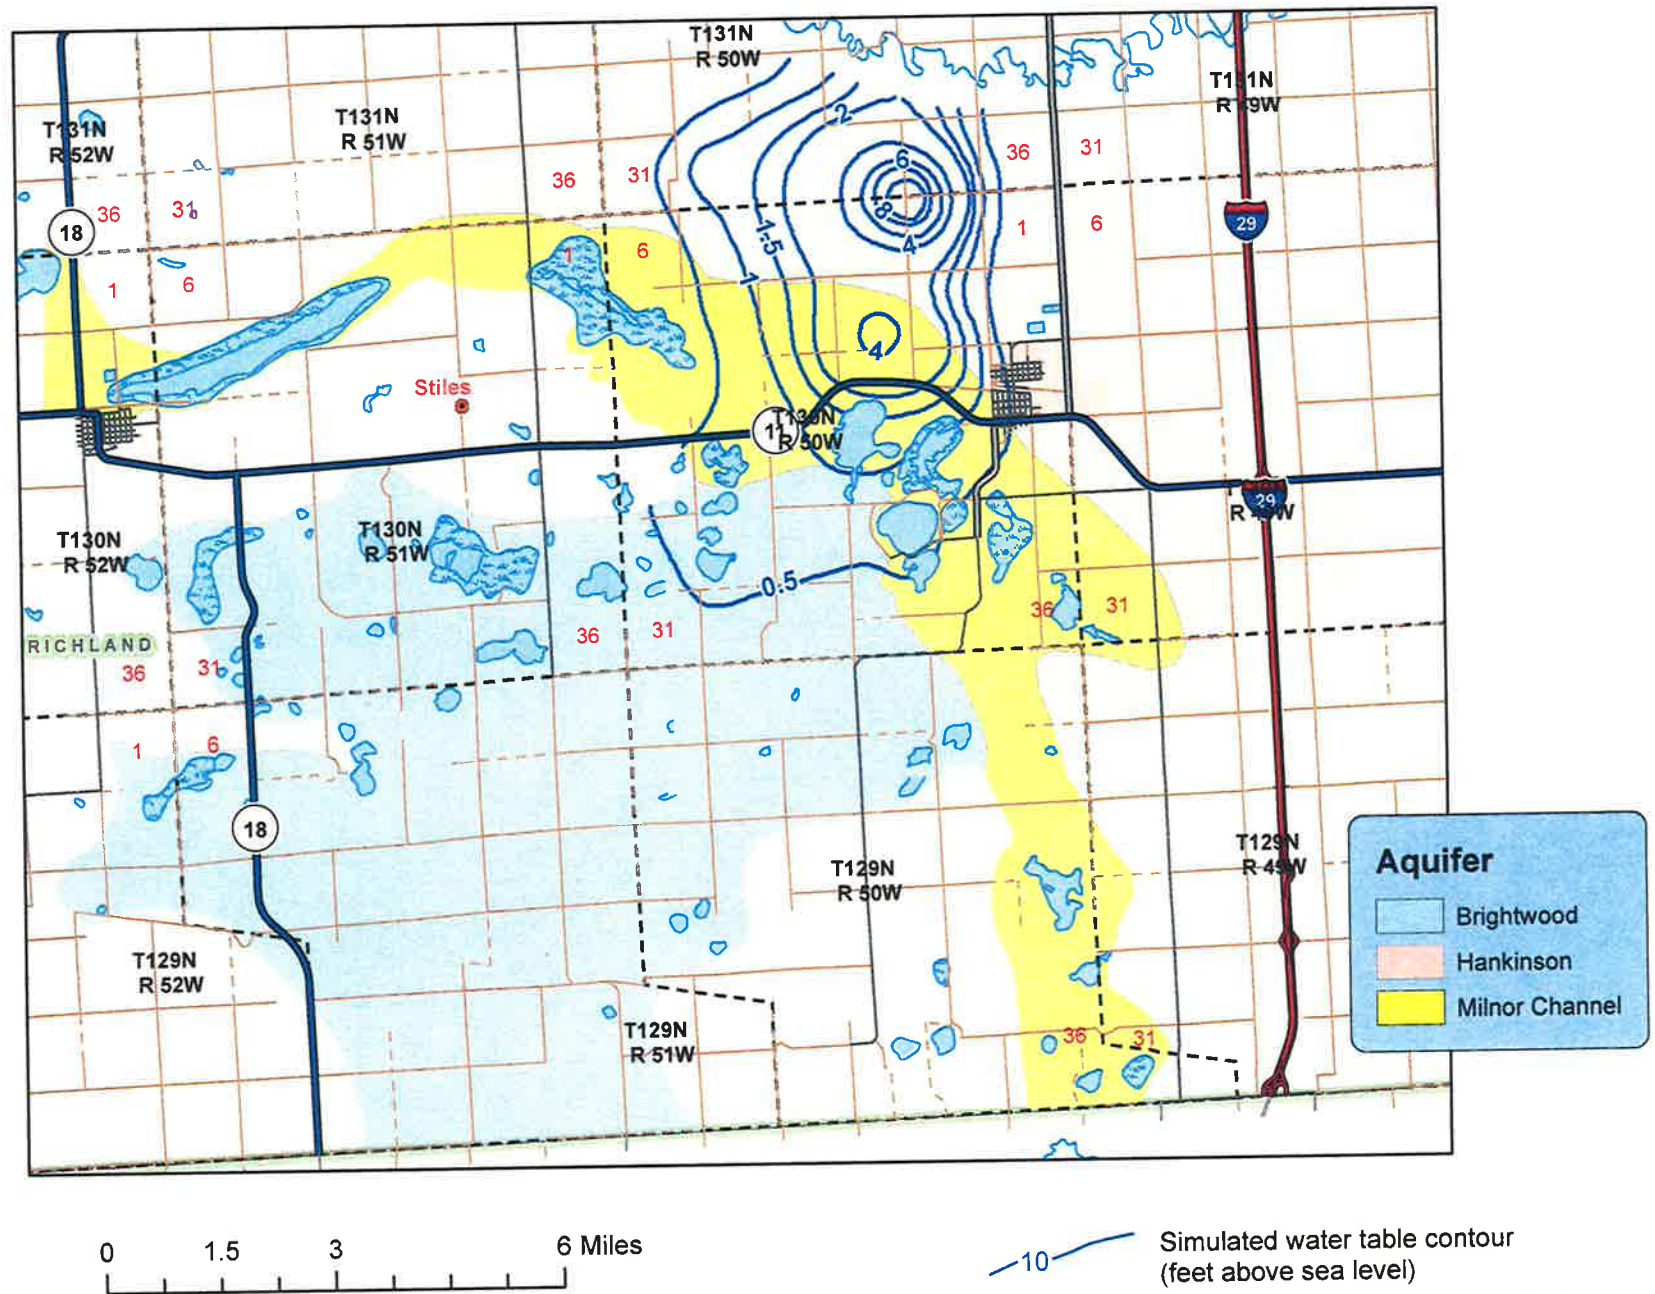 T131N
R 50W
T131N
R 49W
T131N
R 51W
T131N
R 52W
2
36
31
36
31
6
36
31
8
18
29
1.5
4
1
6
1
6
1
6
1
4
Stiles
11
T130N
R 50W
29
R 49W
T130N
R 51W
T130N
R 52W
0.5
36
31
36
31
RICHLAND
36
31
1
6
18
T129N
R 50W
T129N
R 49W
Aquifer
Brightwood
Hankinson
Milnor Channel
T129N
R 52W
T129N
R 51W
36
31
0 1.5 3 6 Miles
10
Simulated water table contour
(feet above sea level)